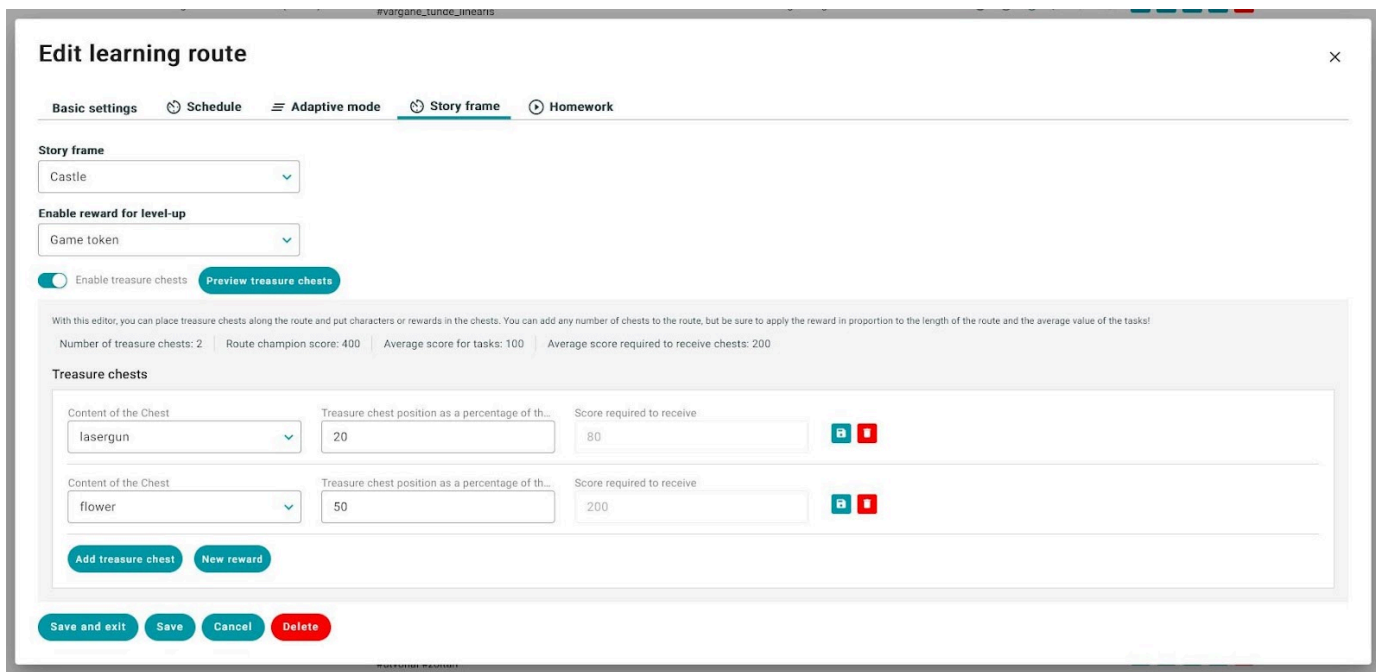 #vargane_tunde_linearis
Edit learning route
Basic settings Schedule Adaptive mode Story frame Homework
Story frame
Castle
Enable reward for level-up
Game token
Enable treasure chests Preview treasure chests
With this editor, you can place treasure chests along the route and put characters or rewards in the chests. You can add any number of chests to the route, but be sure to apply the reward in proportion to the length of the route and the average value of the tasks!
Number of treasure chests: 2 Route champion score: 400 Average score for tasks: 100 Average score required to receive chests: 200
Treasure chests
Content of the Chest Treasure chest position as a percentage of th... Score required to receive
lasergun 20 80
Content of the Chest Treasure chest position as a percentage of th... Score required to receive
flower 50 200
Add treasure chest New reward
Save and exit Save Cancel Delete